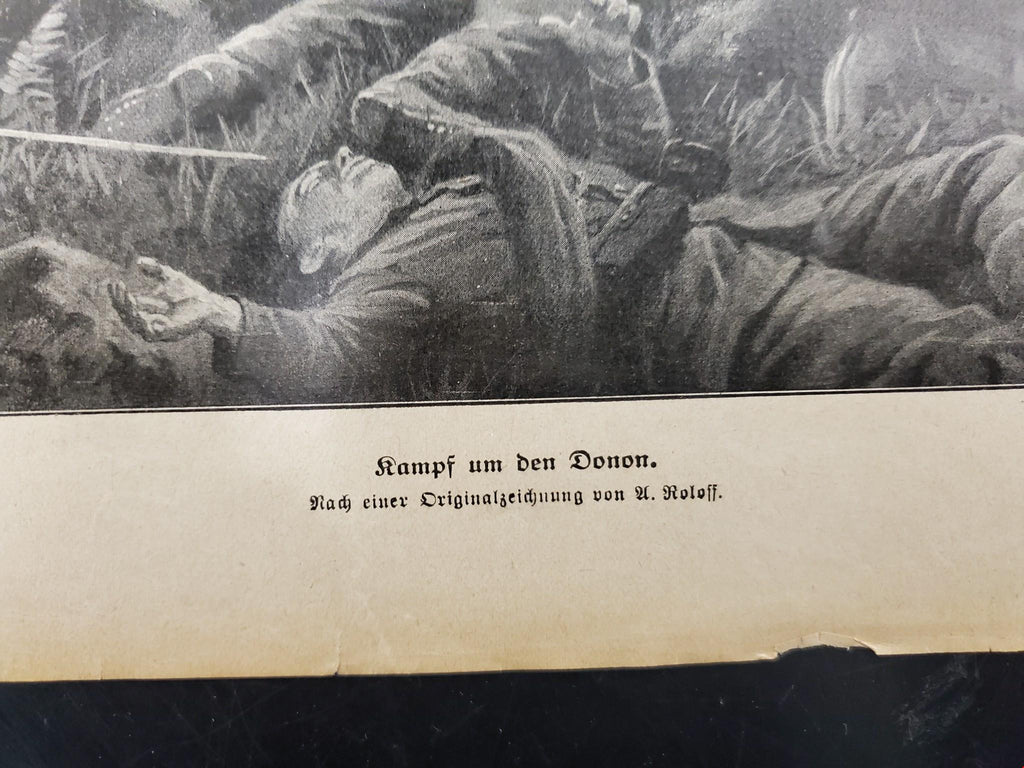 Kampf um den Donon.
Nach einer Originalzeichnung von A. Roloff.